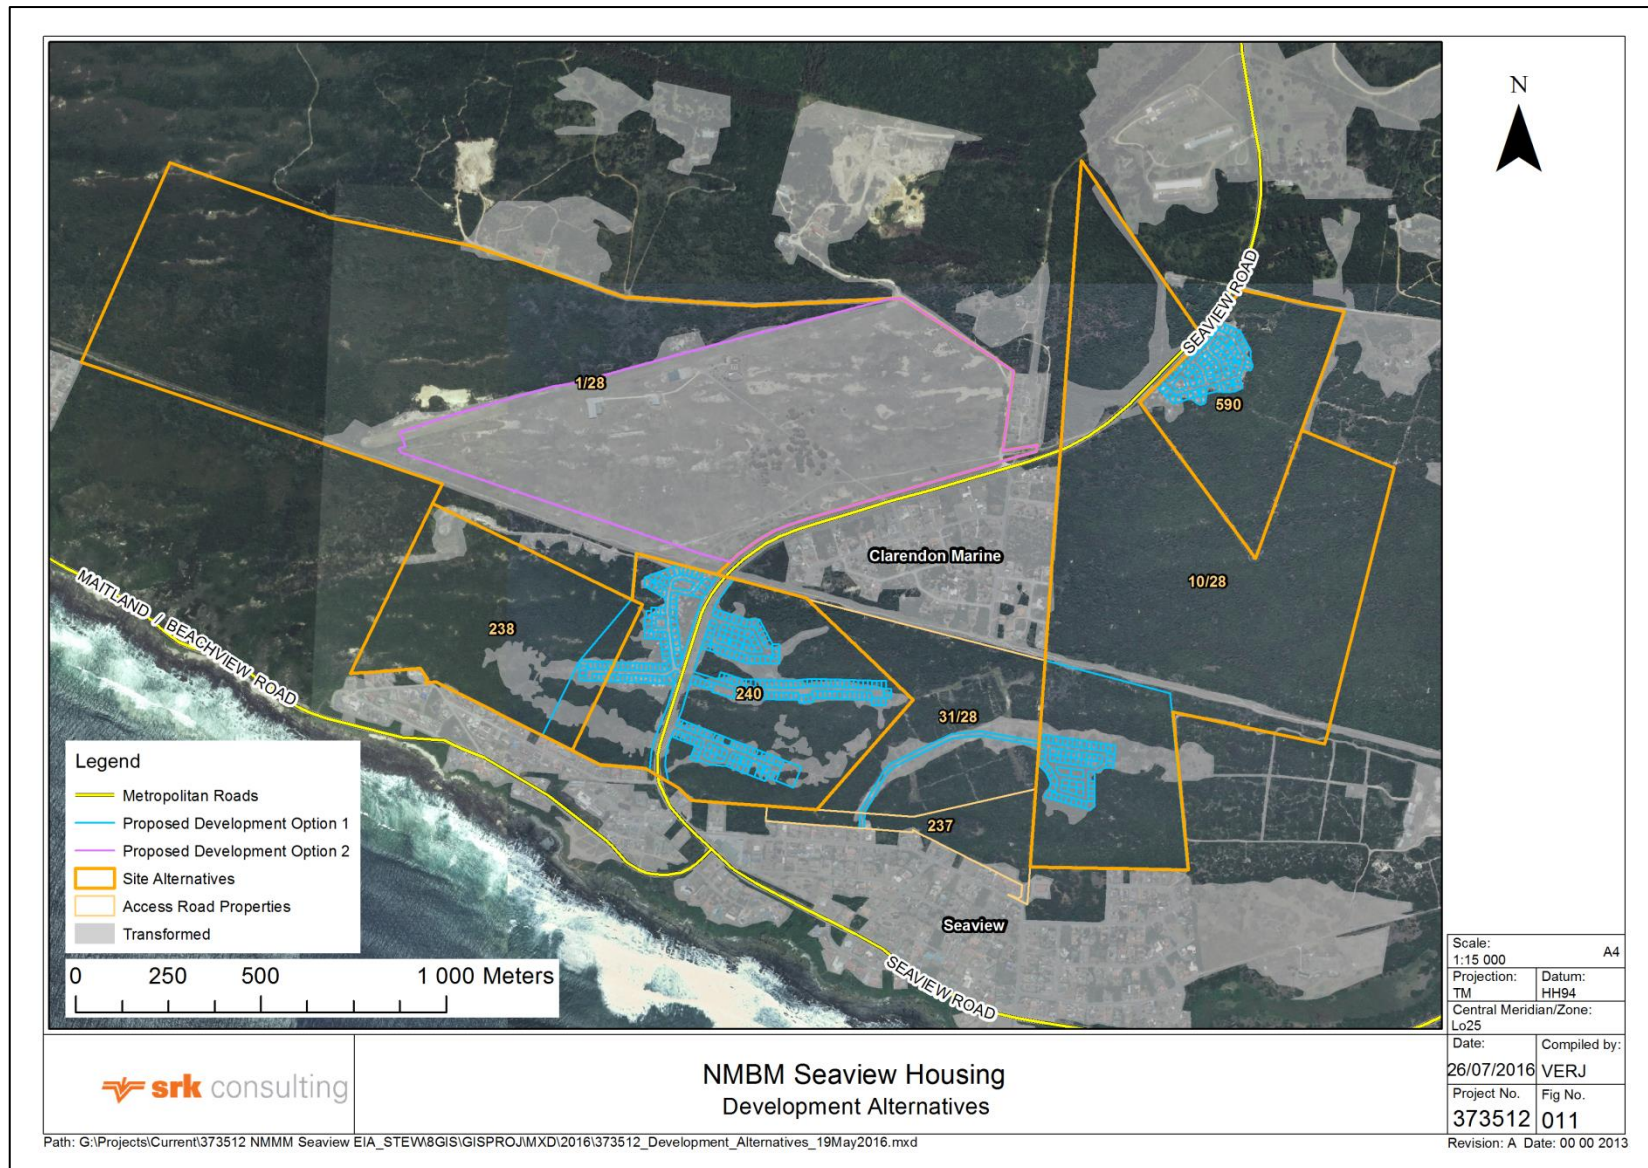 N
SEAVIEW ROAD
1/28
590
Clarendon Marine
10/28
MAITLAND / BEACHVIEW ROAD
238
240
31/28
237
Seaview
SEAVIEW ROAD
Legend
Metropolitan Roads
Proposed Development Option 1
Proposed Development Option 2
Site Alternatives
Access Road Properties
Transformed
0 250 500 1 000 Meters
Scale: A4
1:15 000
Projection: Datum:
TM HH94
Central Meridian/Zone:
Lo25
Date: Compiled by:
26/07/2016 VERJ
Project No. Fig No.
373512 011
srk consulting
NMBM Seaview Housing
Development Alternatives
Path: G:\Projects\Current\373512 NMMM Seaview EIA_STEW\8GIS\GISPROJ\MXD\2016\373512_Development_Alternatives_19May2016.mxd
Revision: A Date: 00 00 2013